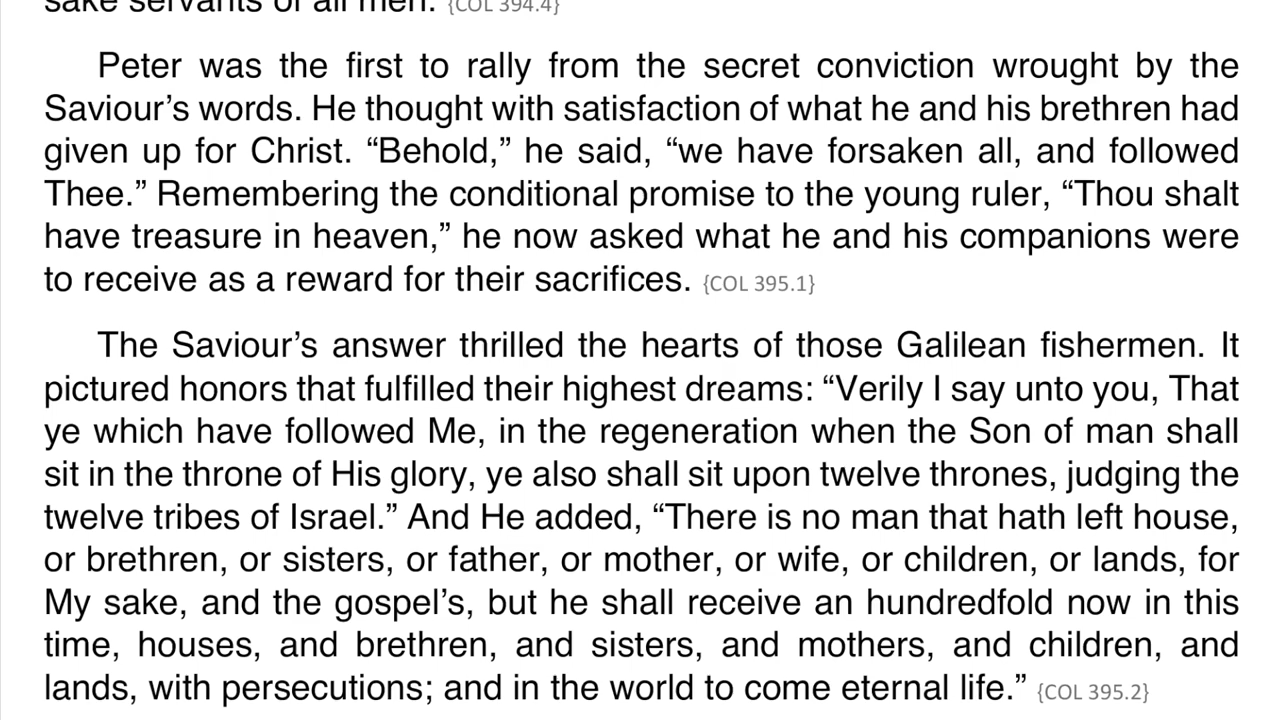 sake servants of all men. {COL 394.4}
Peter was the first to rally from the secret conviction wrought by the
Saviour’s words. He thought with satisfaction of what he and his brethren had
given up for Christ. “Behold,” he said, “we have forsaken all, and followed
Thee.” Remembering the conditional promise to the young ruler, “Thou shalt
have treasure in heaven,” he now asked what he and his companions were
to receive as a reward for their sacrifices. {COL 395.1}
The Saviour’s answer thrilled the hearts of those Galilean fishermen. It
pictured honors that fulfilled their highest dreams: “Verily I say unto you, That
ye which have followed Me, in the regeneration when the Son of man shall
sit in the throne of His glory, ye also shall sit upon twelve thrones, judging the
twelve tribes of Israel.” And He added, “There is no man that hath left house,
or brethren, or sisters, or father, or mother, or wife, or children, or lands, for
My sake, and the gospel’s, but he shall receive an hundredfold now in this
time, houses, and brethren, and sisters, and mothers, and children, and
lands, with persecutions; and in the world to come eternal life.” {COL 395.2}